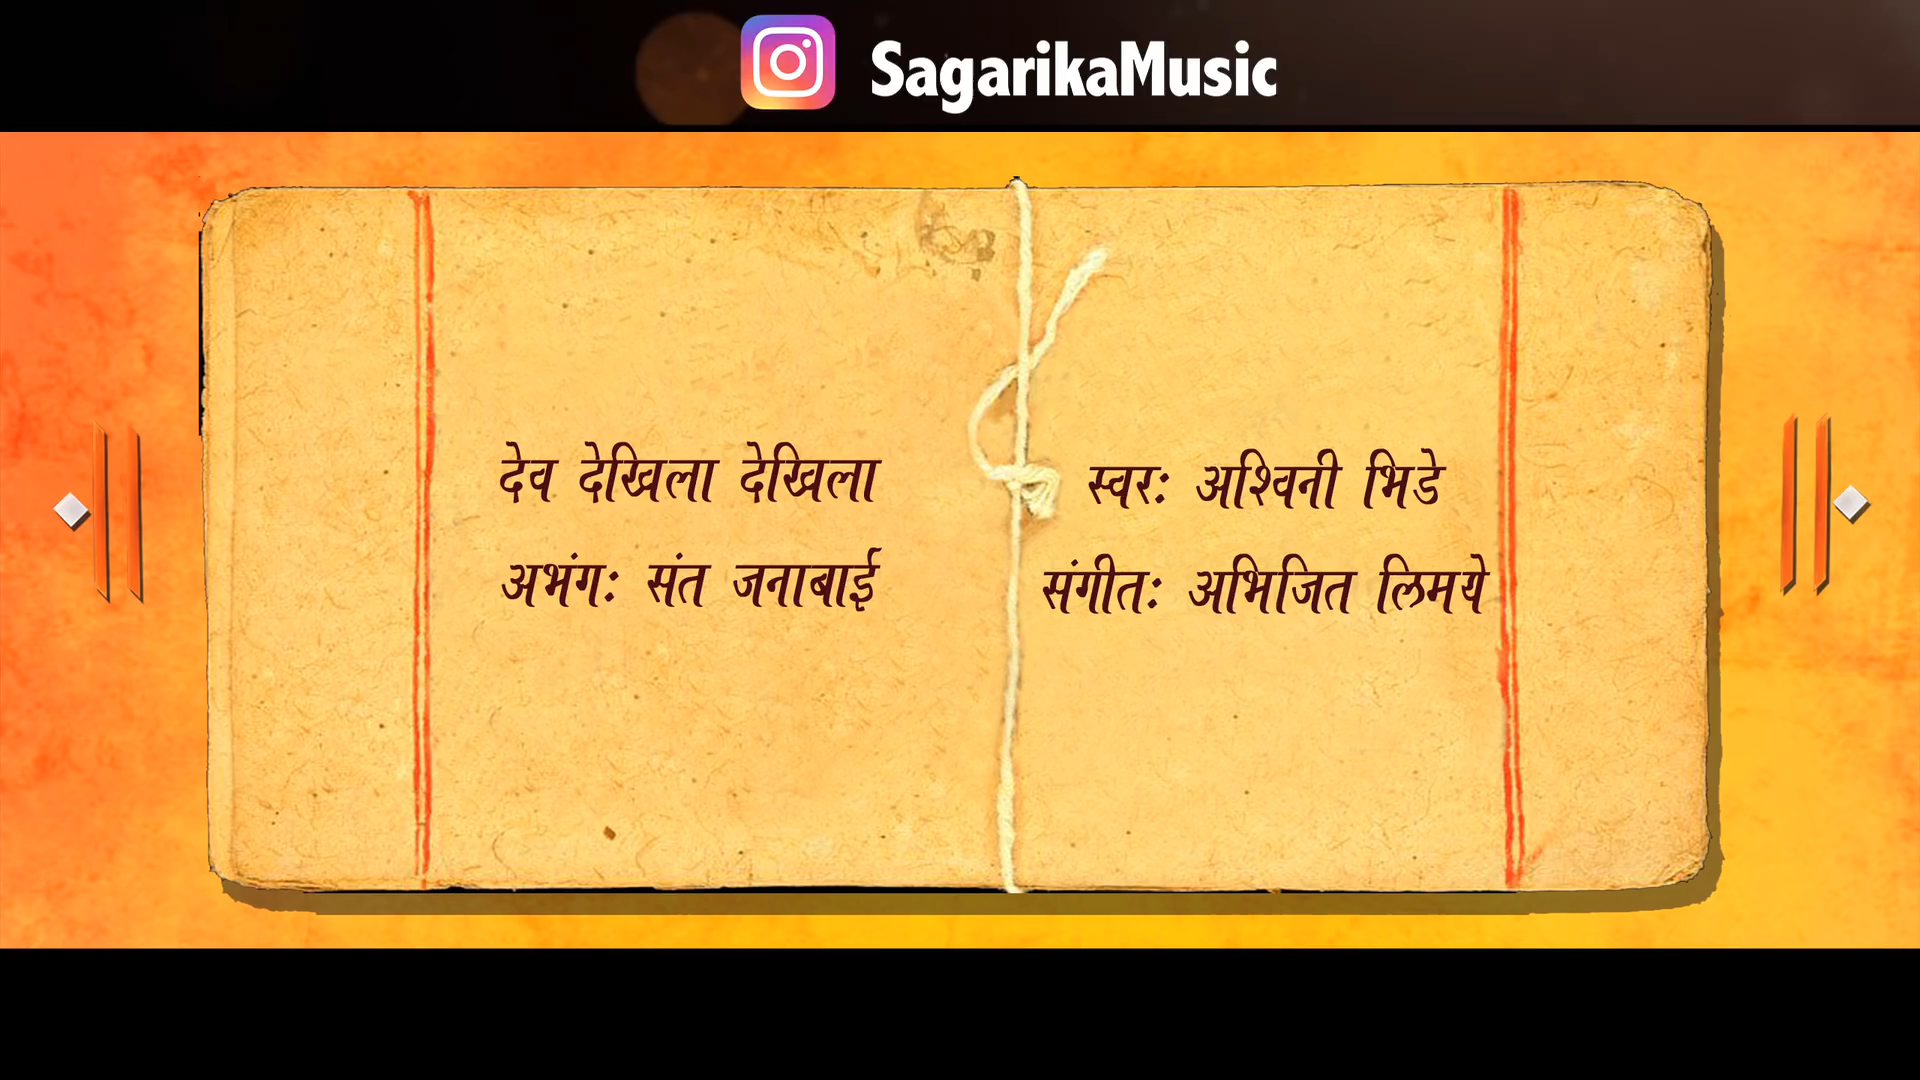 SagarikaMusic
देव देखिला देखिला
अभंगः संत जनाबाई
स्वरः अश्विनी भिडे
संगीतः अभिजित लिमये